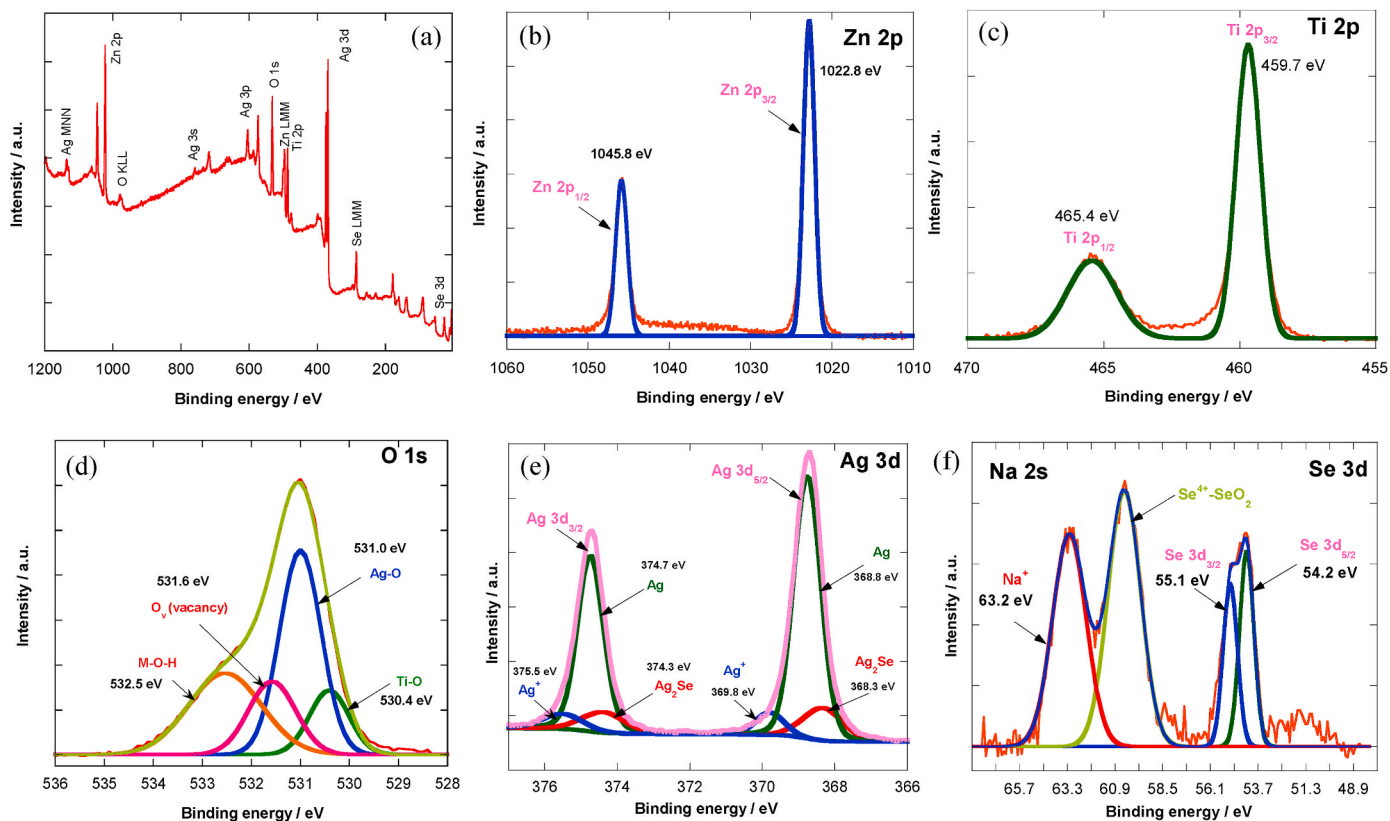 (a)
Ag MNN
Zn 2p
O KLL
Ag 3s
Ag 3p
O 1s
Zn LMM
Ti 2p
Ag 3d
Se LMM
Se 3d
Intensity / a.u.
1200 1000 800 600 400 200
Binding energy / eV
(b)
Zn 2p
1022.8 eV
Zn 2p3/2
1045.8 eV
Zn 2p1/2
Intensity / a.u.
1060 1050 1040 1030 1020 1010
Binding energy / eV
(c)
Ti 2p3/2
Ti 2p
459.7 eV
465.4 eV
Ti 2p1/2
Intensity / a.u.
470 465 460 455
Binding energy / eV
(d)
O 1s
531.0 eV
531.6 eV
Ag-O
Ov (vacancy)
M-O-H
532.5 eV
Ti-O
530.4 eV
Intensity / a.u.
536 535 534 533 532 531 530 529 528
Binding energy / eV
(e)
Ag 3d
Ag 3d5/2
Ag 3d3/2
374.7 eV
Ag
Ag
368.8 eV
375.5 eV
Ag+
374.3 eV
Ag2Se
Ag+
369.8 eV
Ag2Se
368.3 eV
Intensity / a.u.
376 374 372 370 368 366
Binding energy / eV
(f)
Na 2s
Se 3d
Se4+-SeO2
Se 3d3/2
55.1 eV
Se 3d5/2
54.2 eV
Na+
63.2 eV
Intensity / a.u.
65.7 63.3 60.9 58.5 56.1 53.7 51.3 48.9
Binding energy / eV